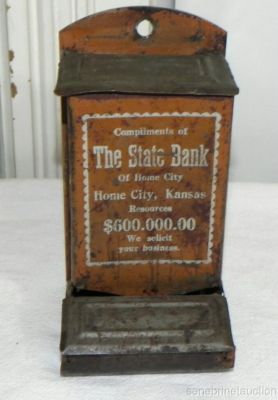 Compliments of
The State Bank
Of Home City
Home City, Kansas
Resources
$600.000.00
We solicit
your business.